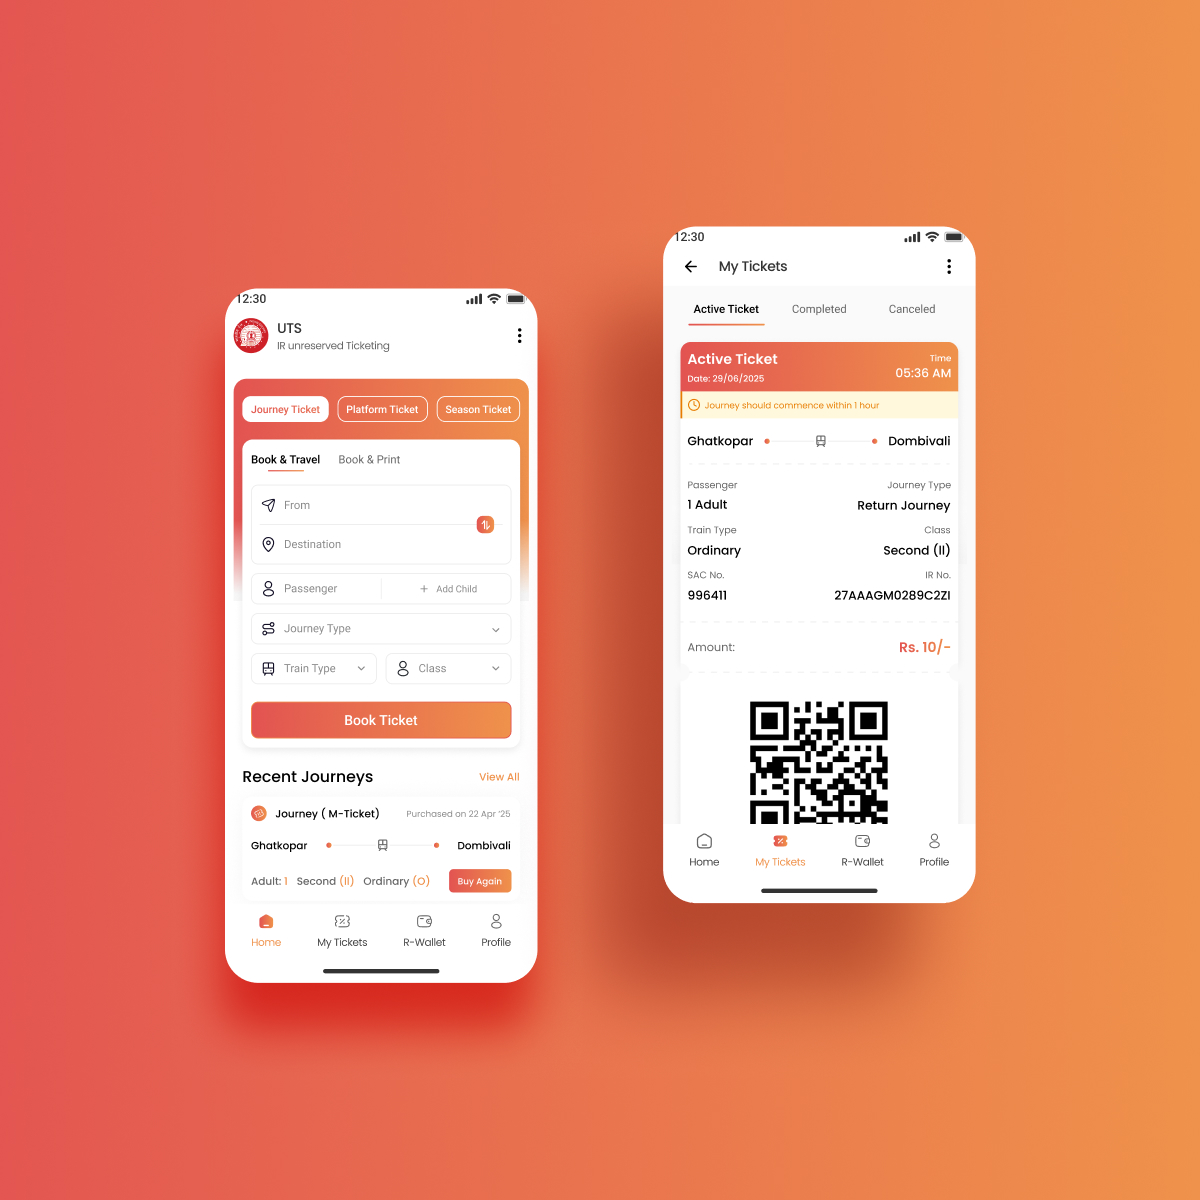 12:30
UTS
IR unreserved Ticketing
Journey Ticket Platform Ticket Season Ticket
Book & Travel Book & Print
From
Destination
Passenger + Add Child
Journey Type
Train Type Class
Book Ticket
Recent Journeys View All
Journey ( M-Ticket) Purchased on 22 Apr '25
Ghatkopar Dombivali
Adult: 1 Second (II) Ordinary (O) Buy Again
Home My Tickets R-Wallet Profile
12:30
My Tickets
Active Ticket Completed Canceled
Active Ticket Time
Date: 29/06/2025 05:36 AM
Journey should commence within 1 hour
Ghatkopar Dombivali
Passenger Journey Type
1 Adult Return Journey
Train Type Class
Ordinary Second (II)
SAC No. IR No.
996411 27AAAGM0289C2ZI
Amount: Rs. 10/-
Home My Tickets R-Wallet Profile